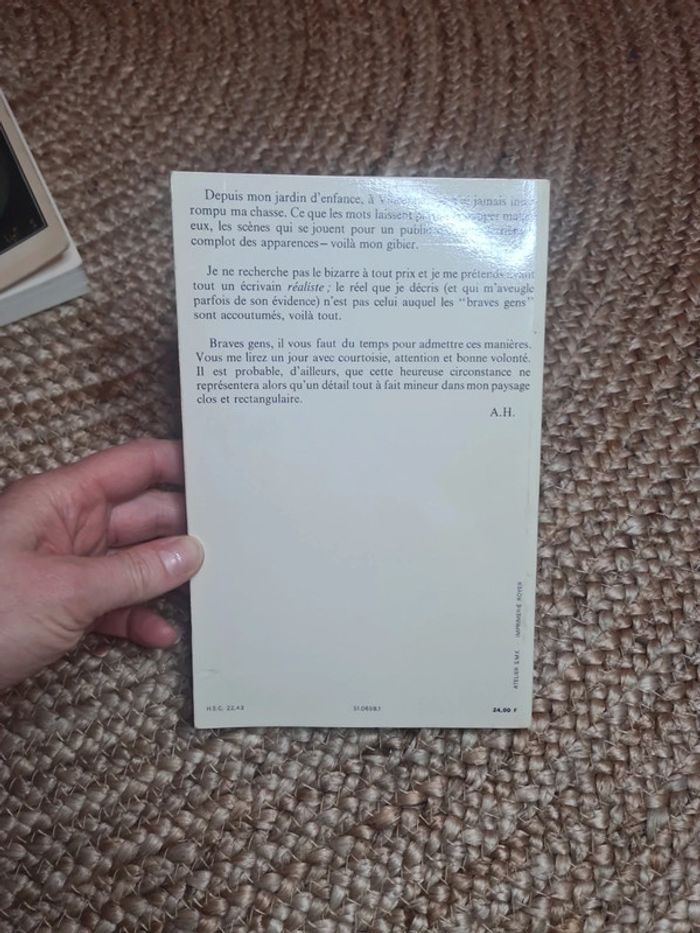 Depuis mon jardin d'enfance, à jamais
rompu ma chasse. Ce que les mots laissent
eux, les scènes qui se jouent pour un
complot des apparences – voilà mon gibier.
Je ne recherche pas le bizarre à tout prix et je me prétends avant
tout un écrivain réaliste ; le réel que je décris (et qui m'aveugle
parfois de son évidence) n'est pas celui auquel les "braves gens"
sont accoutumés, voilà tout.
Braves gens, il vous faut du temps pour admettre ces manières.
Vous me lirez un jour avec courtoisie, attention et bonne volonté.
Il est probable, d'ailleurs, que cette heureuse circonstance ne
représentera alors qu'un détail tout à fait mineur dans mon paysage
clos et rectangulaire.
A.H.
ATELIER S.M.K. IMPRIMERIE ROYER
H.S.C. 22.43
51.0698.1
24,00 F